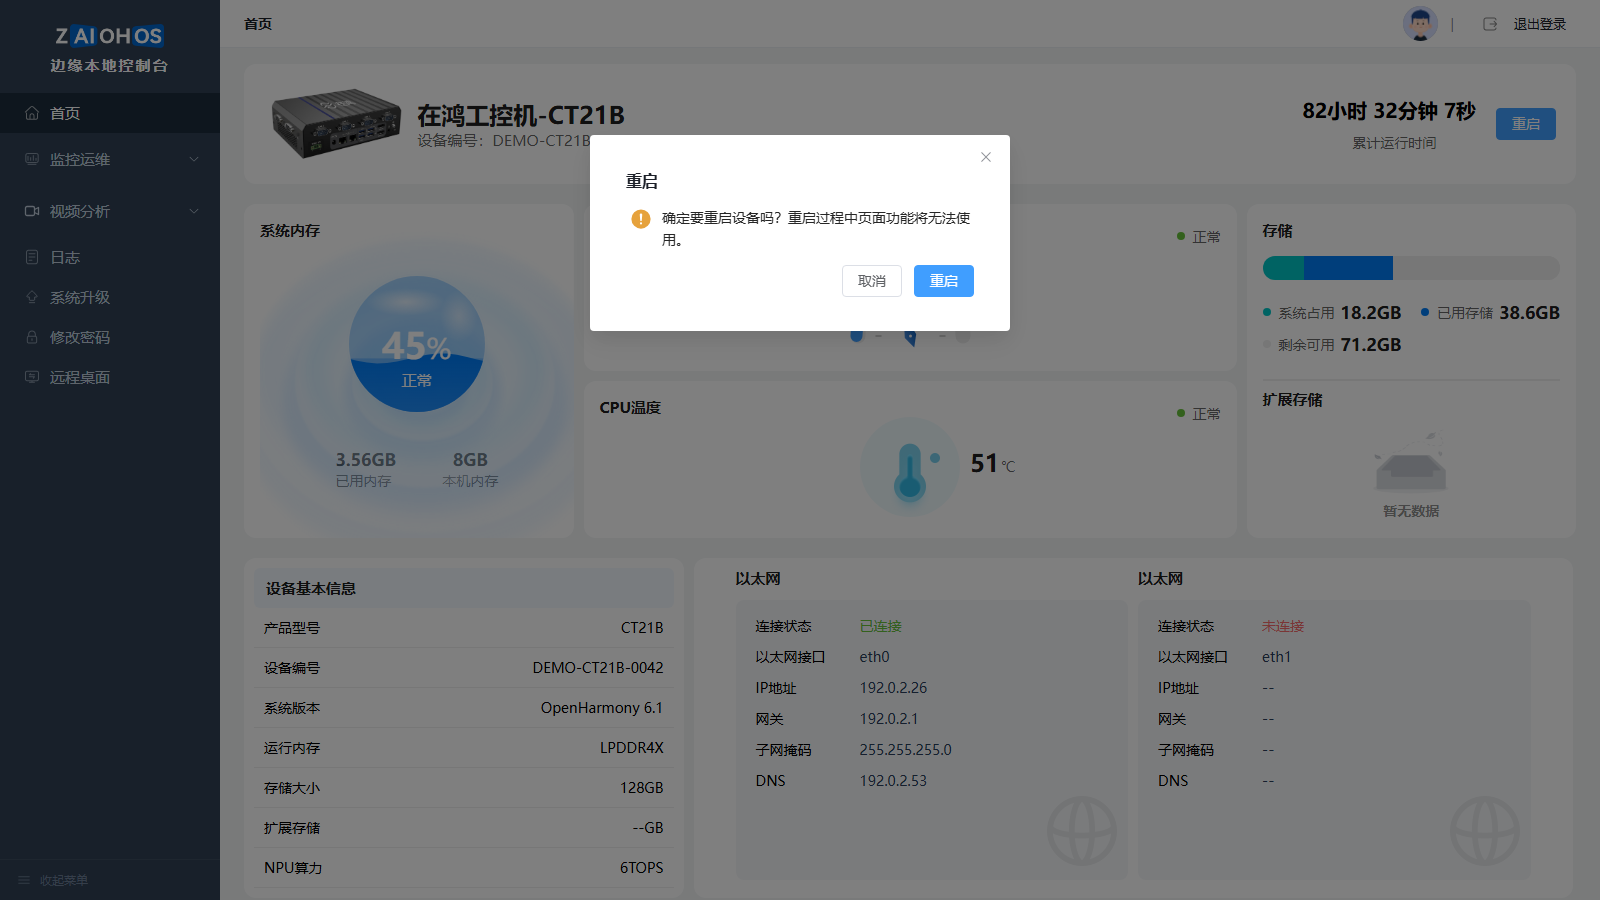 ZAIOHOS
边缘本地控制台
首页
监控运维
视频分析
日志
系统升级
修改密码
远程桌面
收起菜单
首页
退出登录
在鸿工控机-CT21B
设备编号：DEMO-CT21B
82小时 32分钟 7秒
累计运行时间
重启
重启
确定要重启设备吗？重启过程中页面功能将无法使
用。
取消
重启
系统内存
45%
正常
3.56GB
已用内存
8GB
本机内存
正常
CPU温度
正常
51℃
存储
系统占用 18.2GB
已用存储 38.6GB
剩余可用 71.2GB
扩展存储
暂无数据
设备基本信息
产品型号 CT21B
设备编号 DEMO-CT21B-0042
系统版本 OpenHarmony 6.1
运行内存 LPDDR4X
存储大小 128GB
扩展存储 --GB
NPU算力 6TOPS
以太网
连接状态 已连接
以太网接口 eth0
IP地址 192.0.2.26
网关 192.0.2.1
子网掩码 255.255.255.0
DNS 192.0.2.53
以太网
连接状态 未连接
以太网接口 eth1
IP地址 --
网关 --
子网掩码 --
DNS --